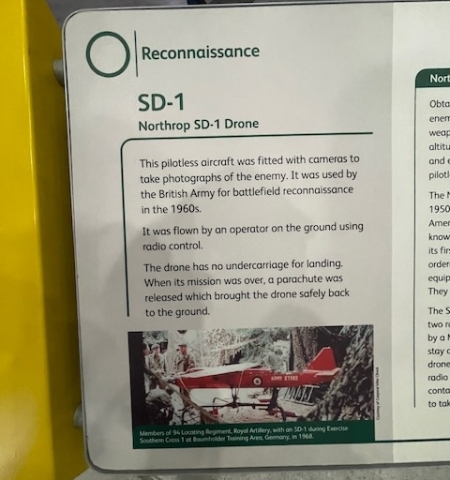 Reconnaissance
SD-1
Northrop SD-1 Drone
This pilotless aircraft was fitted with cameras to
take photographs of the enemy. It was used by
the British Army for battlefield reconnaissance
in the 1960s.
It was flown by an operator on the ground using
radio control.
The drone has no undercarriage for landing.
When its mission was over, a parachute was
released which brought the drone safely back
to the ground.
Members of 94 Locating Regiment, Royal Artillery, with an SD-1 during Exercise
Southern Cross 1 at Baumholder Training Area, Germany, in 1968.
Nort
Obta
enem
weap
altitu
and e
pilotl
The N
1950
Amer
know
its firs
order
equip
They
The S
two r
by a M
stay c
drone
radio
conta
to tak